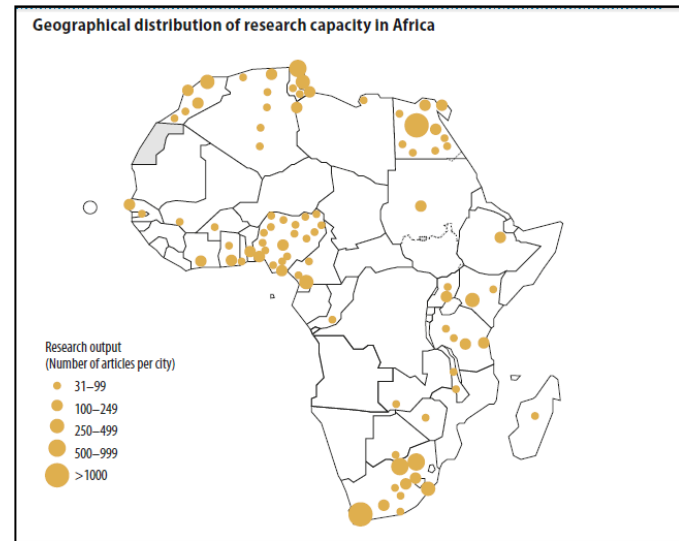 Geographical distribution of research capacity in Africa
Research output
(Number of articles per city)
31–99
100–249
250–499
500–999
>1000